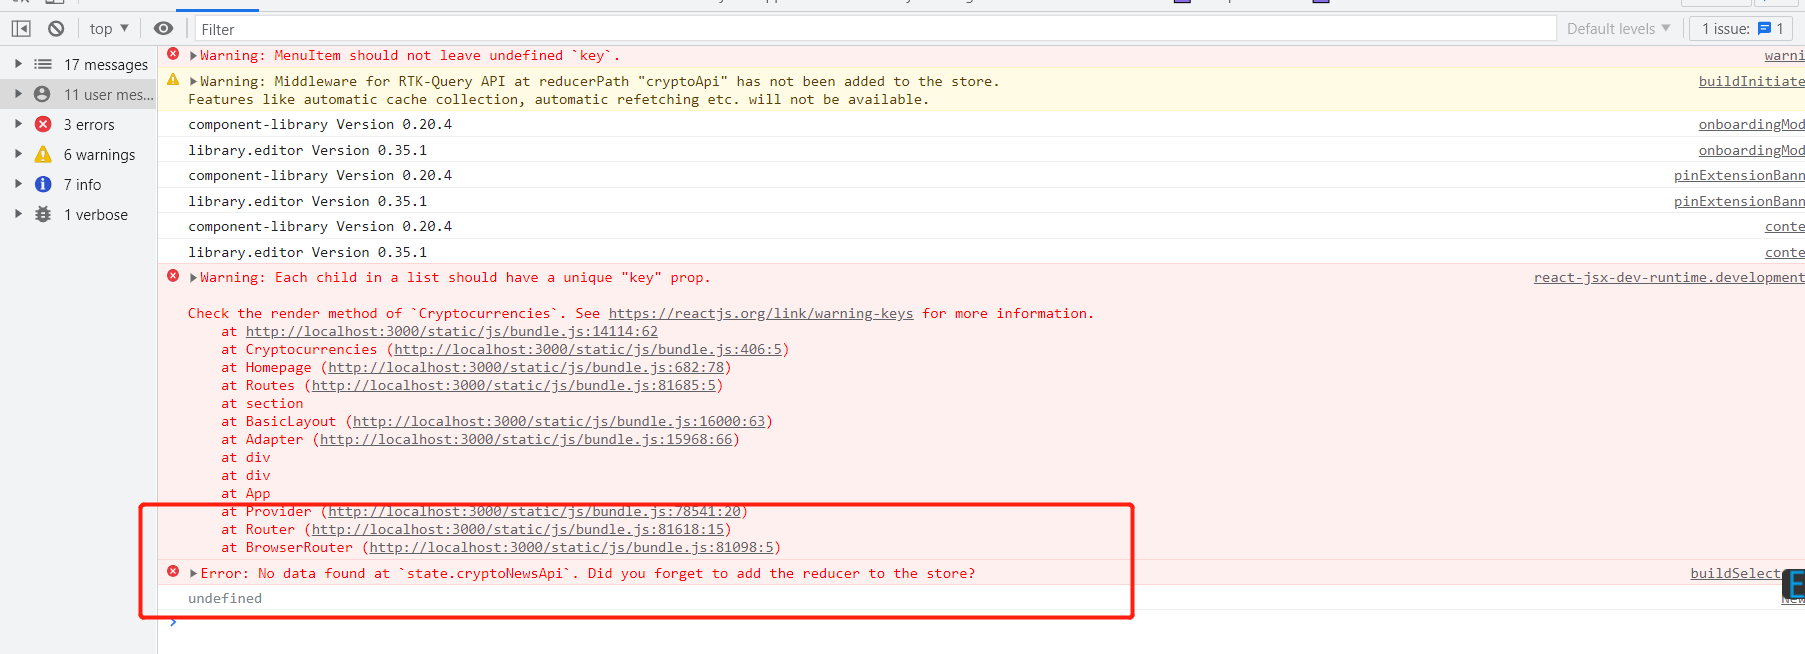 top
Filter
Default levels
1 issue: 1
17 messages
11 user mes...
3 errors
6 warnings
7 info
1 verbose
Warning: MenuItem should not leave undefined `key`. warni
Warning: Middleware for RTK-Query API at reducerPath "cryptoApi" has not been added to the store. buildInitiate
Features like automatic cache collection, automatic refetching etc. will not be available.
component-library Version 0.20.4 onboardingMod
library.editor Version 0.35.1 onboardingMod
component-library Version 0.20.4 pinExtensionBann
library.editor Version 0.35.1 pinExtensionBann
component-library Version 0.20.4 conte
library.editor Version 0.35.1 conte
Warning: Each child in a list should have a unique "key" prop. react-jsx-dev-runtime.development
Check the render method of `Cryptocurrencies`. See https://reactjs.org/link/warning-keys for more information.
at http://localhost:3000/static/js/bundle.js:14114:62
at Cryptocurrencies (http://localhost:3000/static/js/bundle.js:406:5)
at Homepage (http://localhost:3000/static/js/bundle.js:682:78)
at Routes (http://localhost:3000/static/js/bundle.js:81685:5)
at section
at BasicLayout (http://localhost:3000/static/js/bundle.js:16000:63)
at Adapter (http://localhost:3000/static/js/bundle.js:15968:66)
at div
at div
at App
at Provider (http://localhost:3000/static/js/bundle.js:78541:20)
at Router (http://localhost:3000/static/js/bundle.js:81618:15)
at BrowserRouter (http://localhost:3000/static/js/bundle.js:81098:5)
Error: No data found at `state.cryptoNewsApi`. Did you forget to add the reducer to the store? buildSelect
undefined